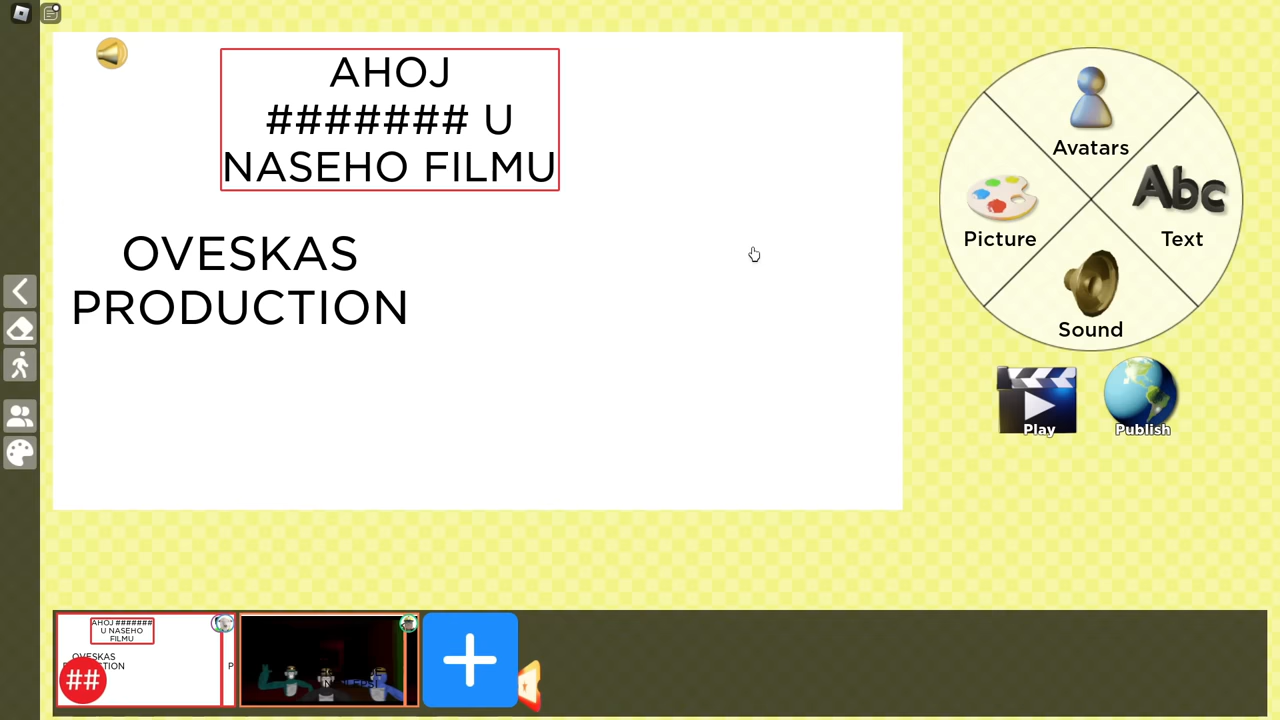 AHOJ
####### U
NASEHO FILMU
OVESKAS
PRODUCTION
Avatars
Picture
Abc
Text
Sound
Play
Publish
AHOJ #######
U NASEHO
FILMU
OVESKAS
##
P